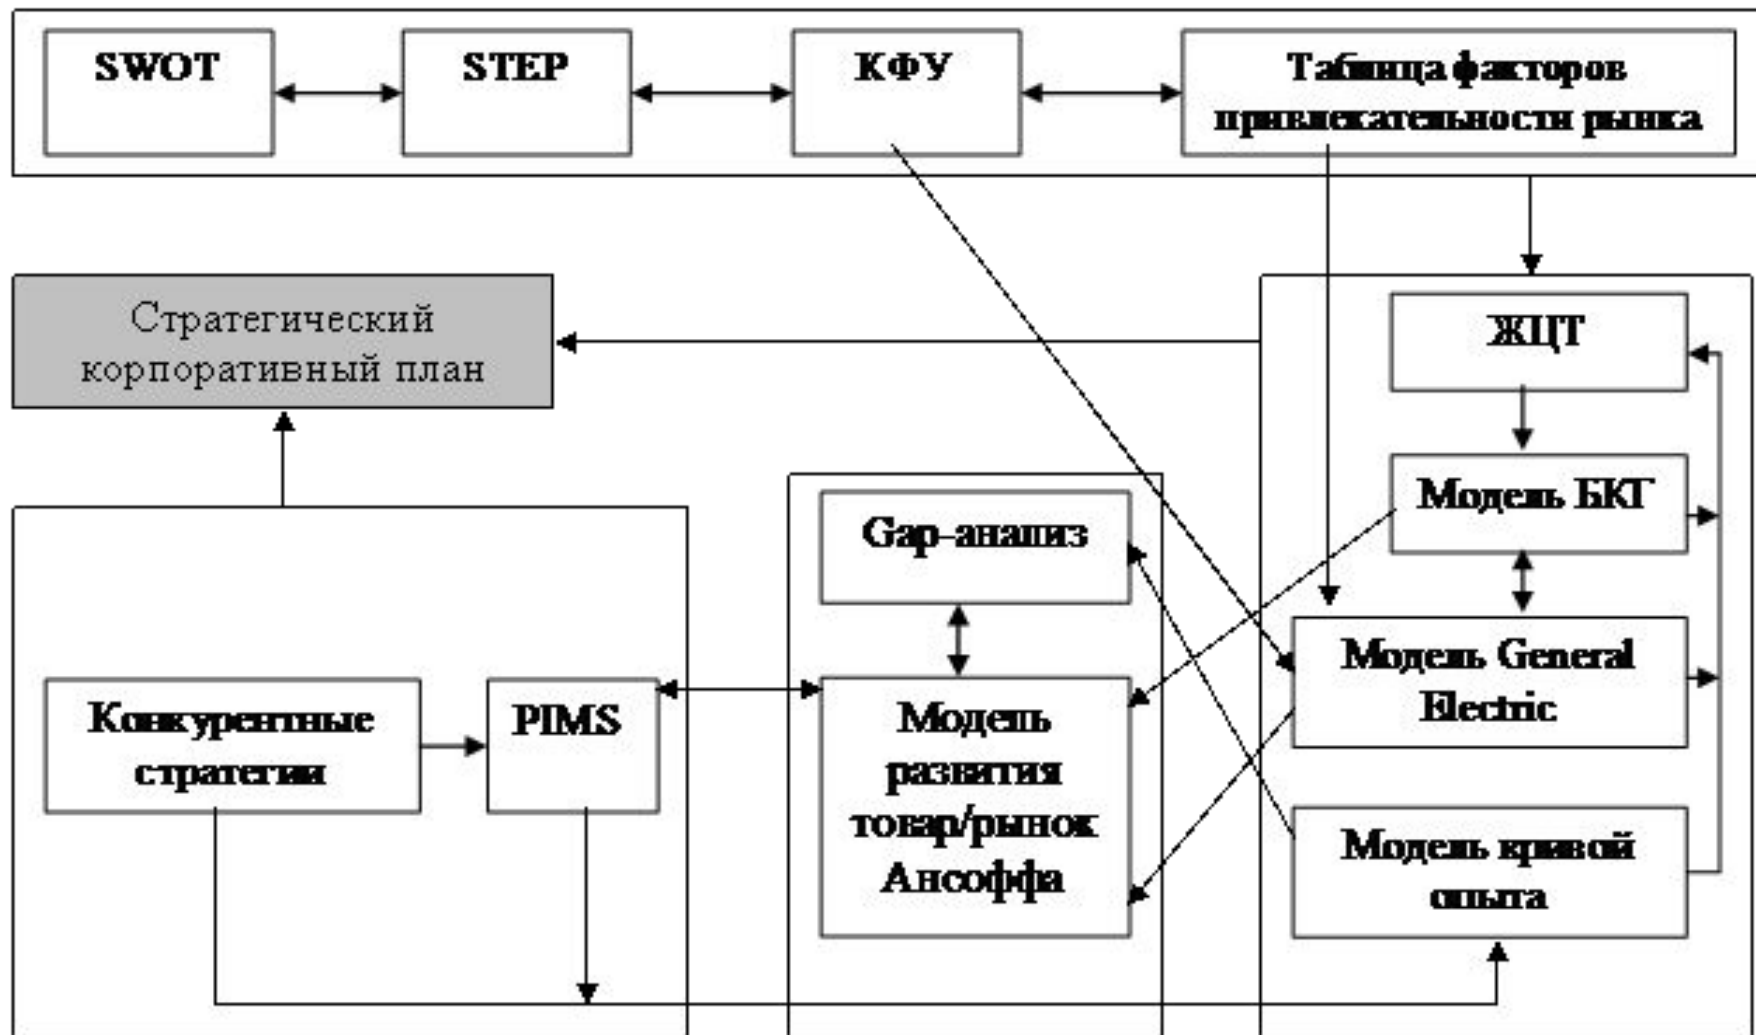 SWOT
STEP
КФУ
Таблица факторов
привлекательности рынка
Стратегический
корпоративный план
ЖЦТ
Модель БКГ
Gap-анализ
Модель General
Electric
Конкурентные
стратегии
PIMS
Модель
развития
товар/рынок
Ансоффа
Модель кривой
опыта